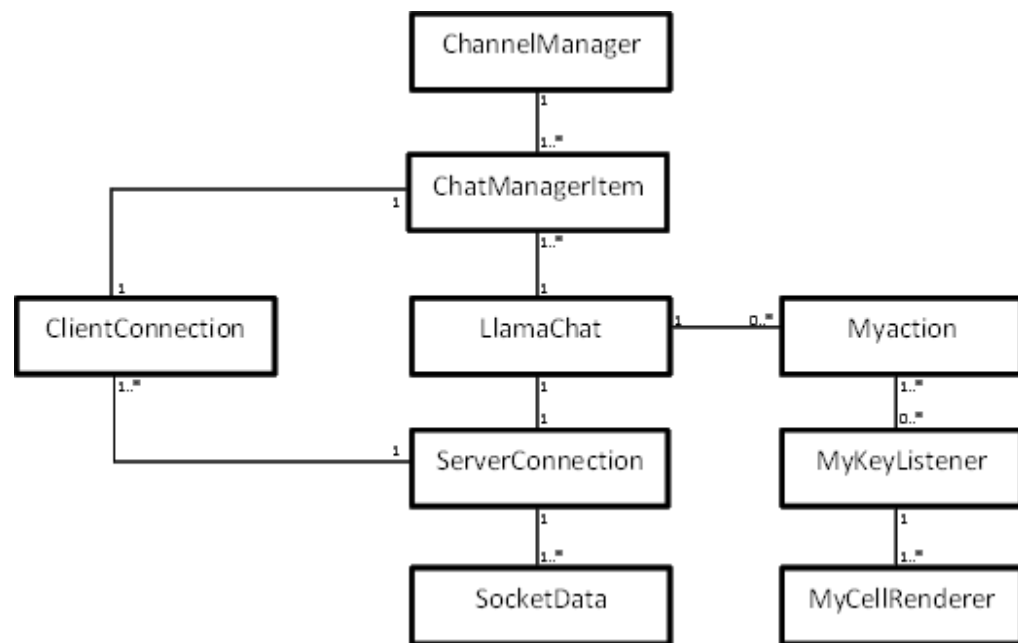 ChannelManager
1
1..*
ChatManagerItem
1
1..*
1
1
ClientConnection
LlamaChat
1
0..*
Myaction
1..*
1
1..*
1
0..*
1
ServerConnection
MyKeyListener
1
1
1..*
1..*
SocketData
MyCellRenderer